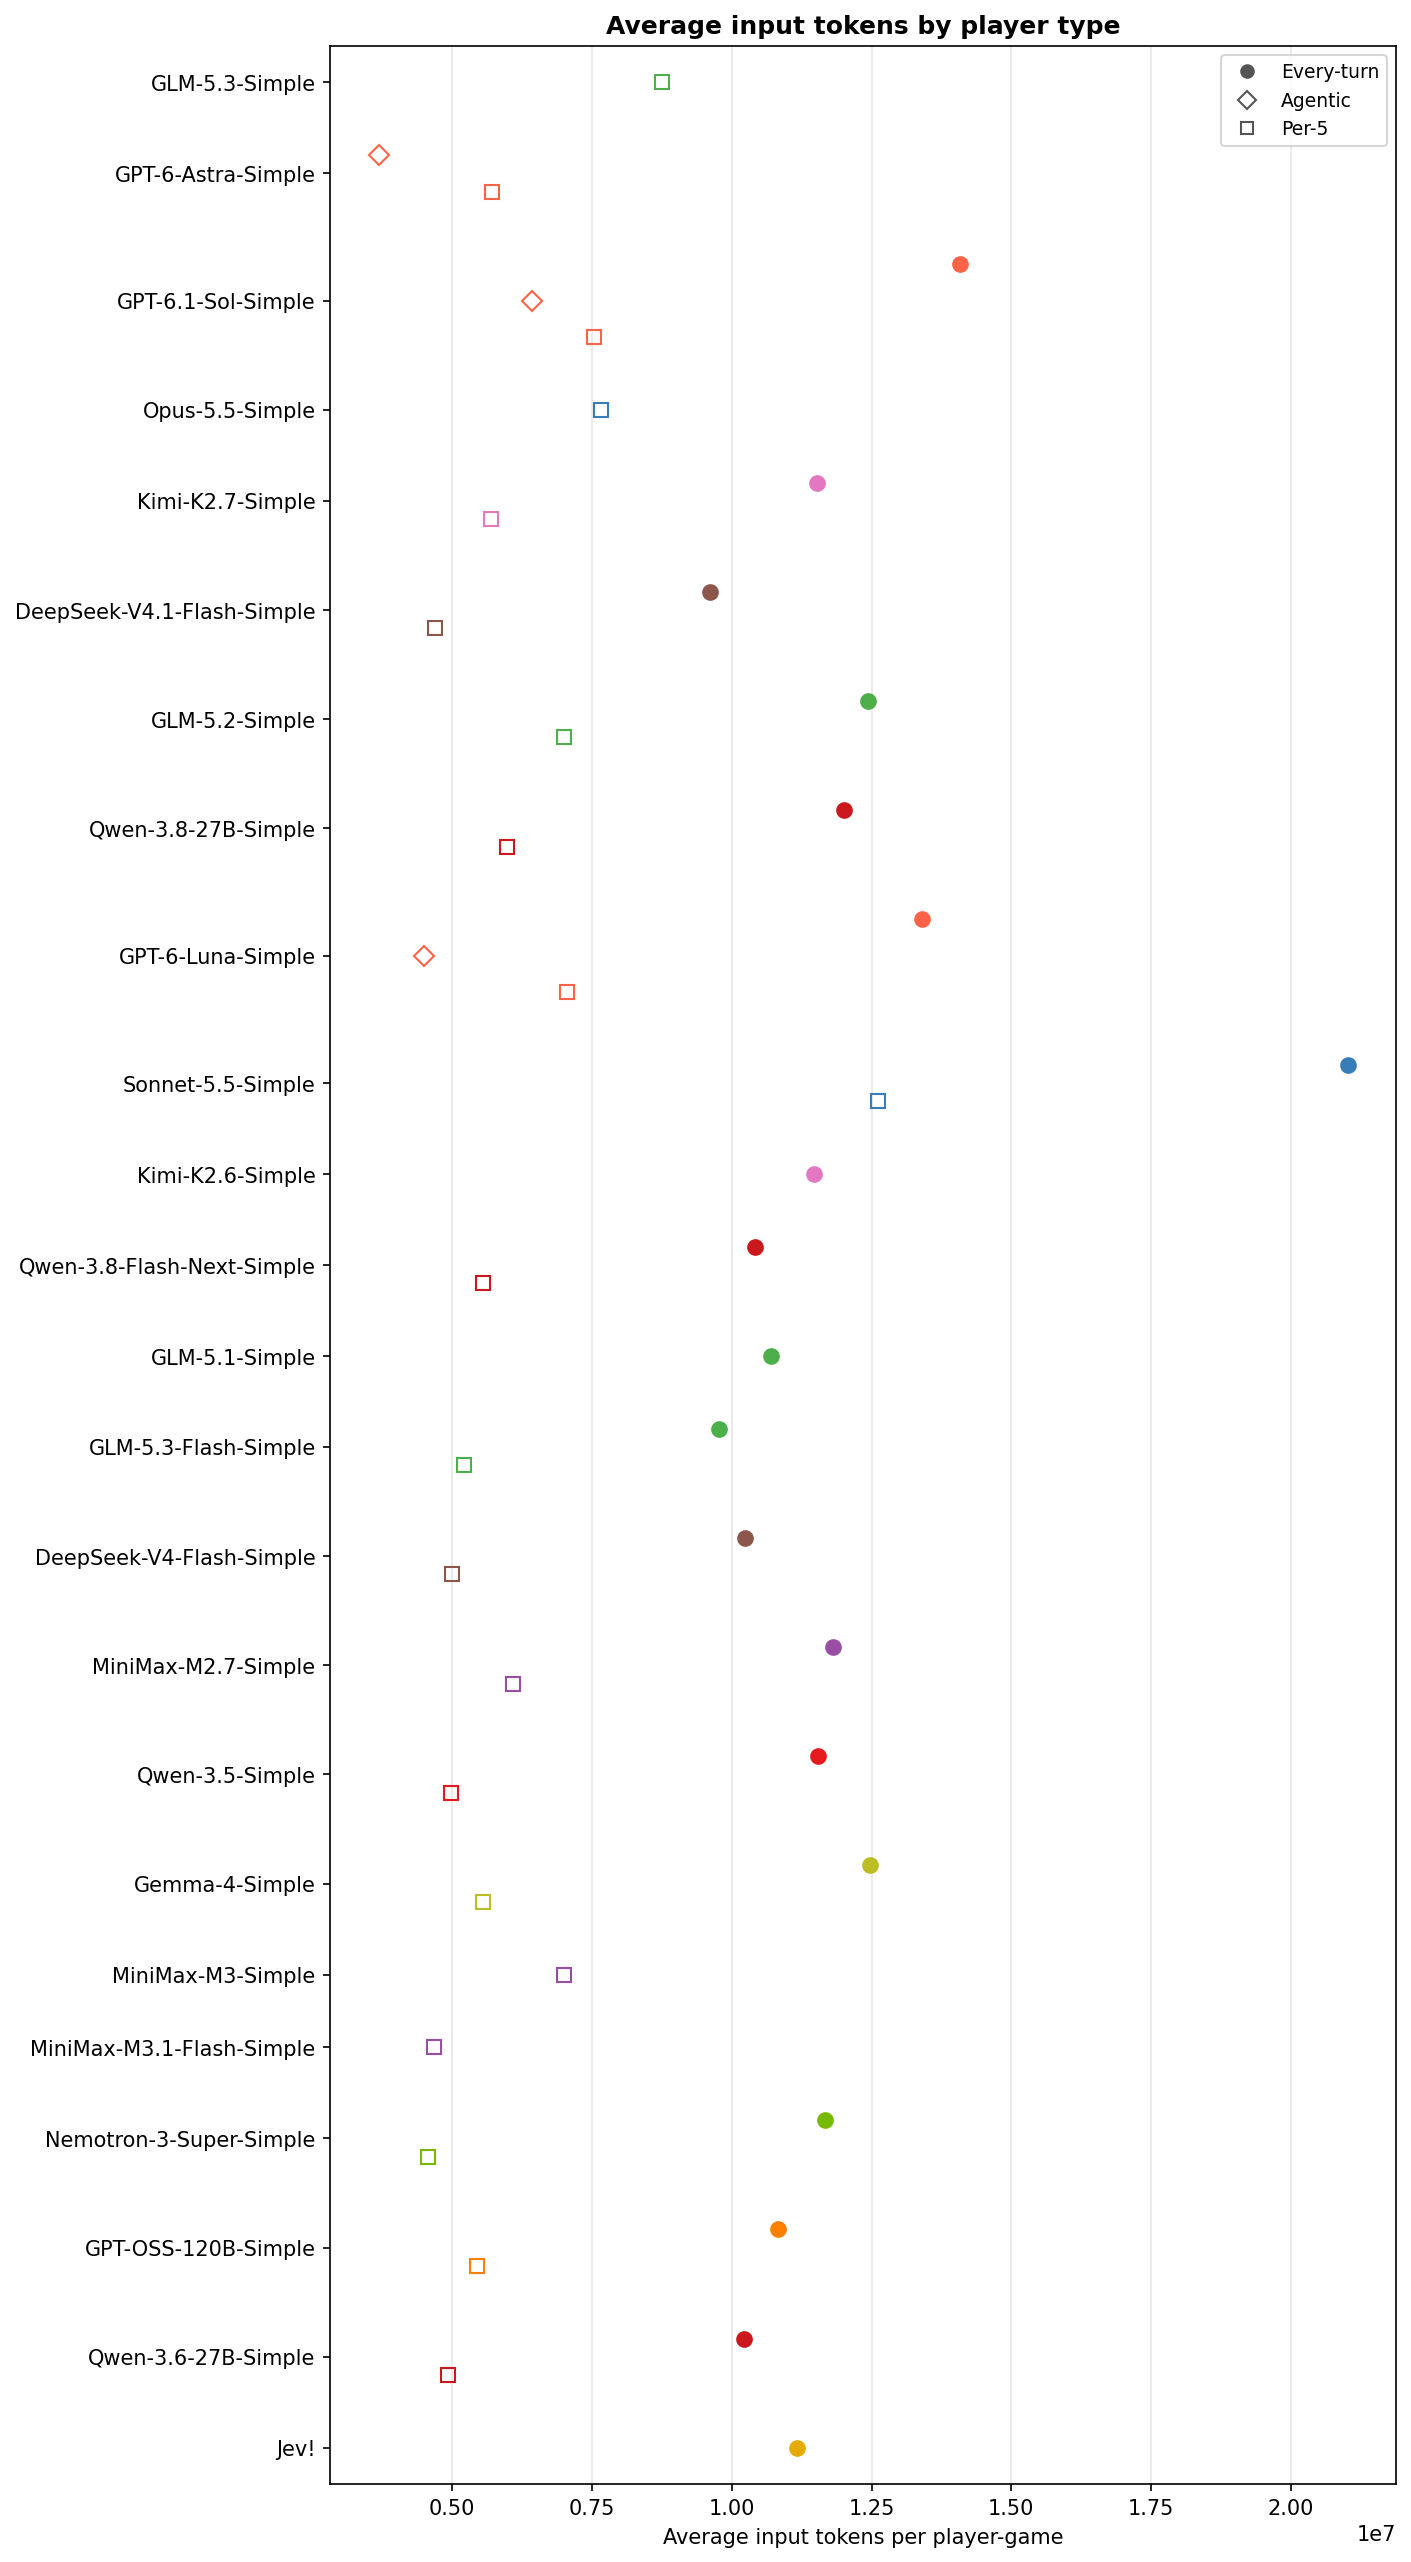 Average input tokens by player type
Every-turn
Agentic
Per-5
GLM-5.3-Simple
GPT-6-Astra-Simple
GPT-6.1-Sol-Simple
Opus-5.5-Simple
Kimi-K2.7-Simple
DeepSeek-V4.1-Flash-Simple
GLM-5.2-Simple
Qwen-3.8-27B-Simple
GPT-6-Luna-Simple
Sonnet-5.5-Simple
Kimi-K2.6-Simple
Qwen-3.8-Flash-Next-Simple
GLM-5.1-Simple
GLM-5.3-Flash-Simple
DeepSeek-V4-Flash-Simple
MiniMax-M2.7-Simple
Qwen-3.5-Simple
Gemma-4-Simple
MiniMax-M3-Simple
MiniMax-M3.1-Flash-Simple
Nemotron-3-Super-Simple
GPT-OSS-120B-Simple
Qwen-3.6-27B-Simple
Jev!
0.50 0.75 1.00 1.25 1.50 1.75 2.00
1e7
Average input tokens per player-game